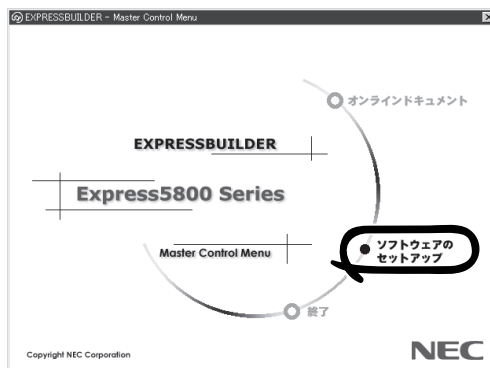 EXPRESSBUILDER - Master Control Menu
オンラインドキュメント
EXPRESSBUILDER
Express5800 Series
ソフトウェアの
セットアップ
Master Control Menu
終了
Copyright NEC Corporation
NEC